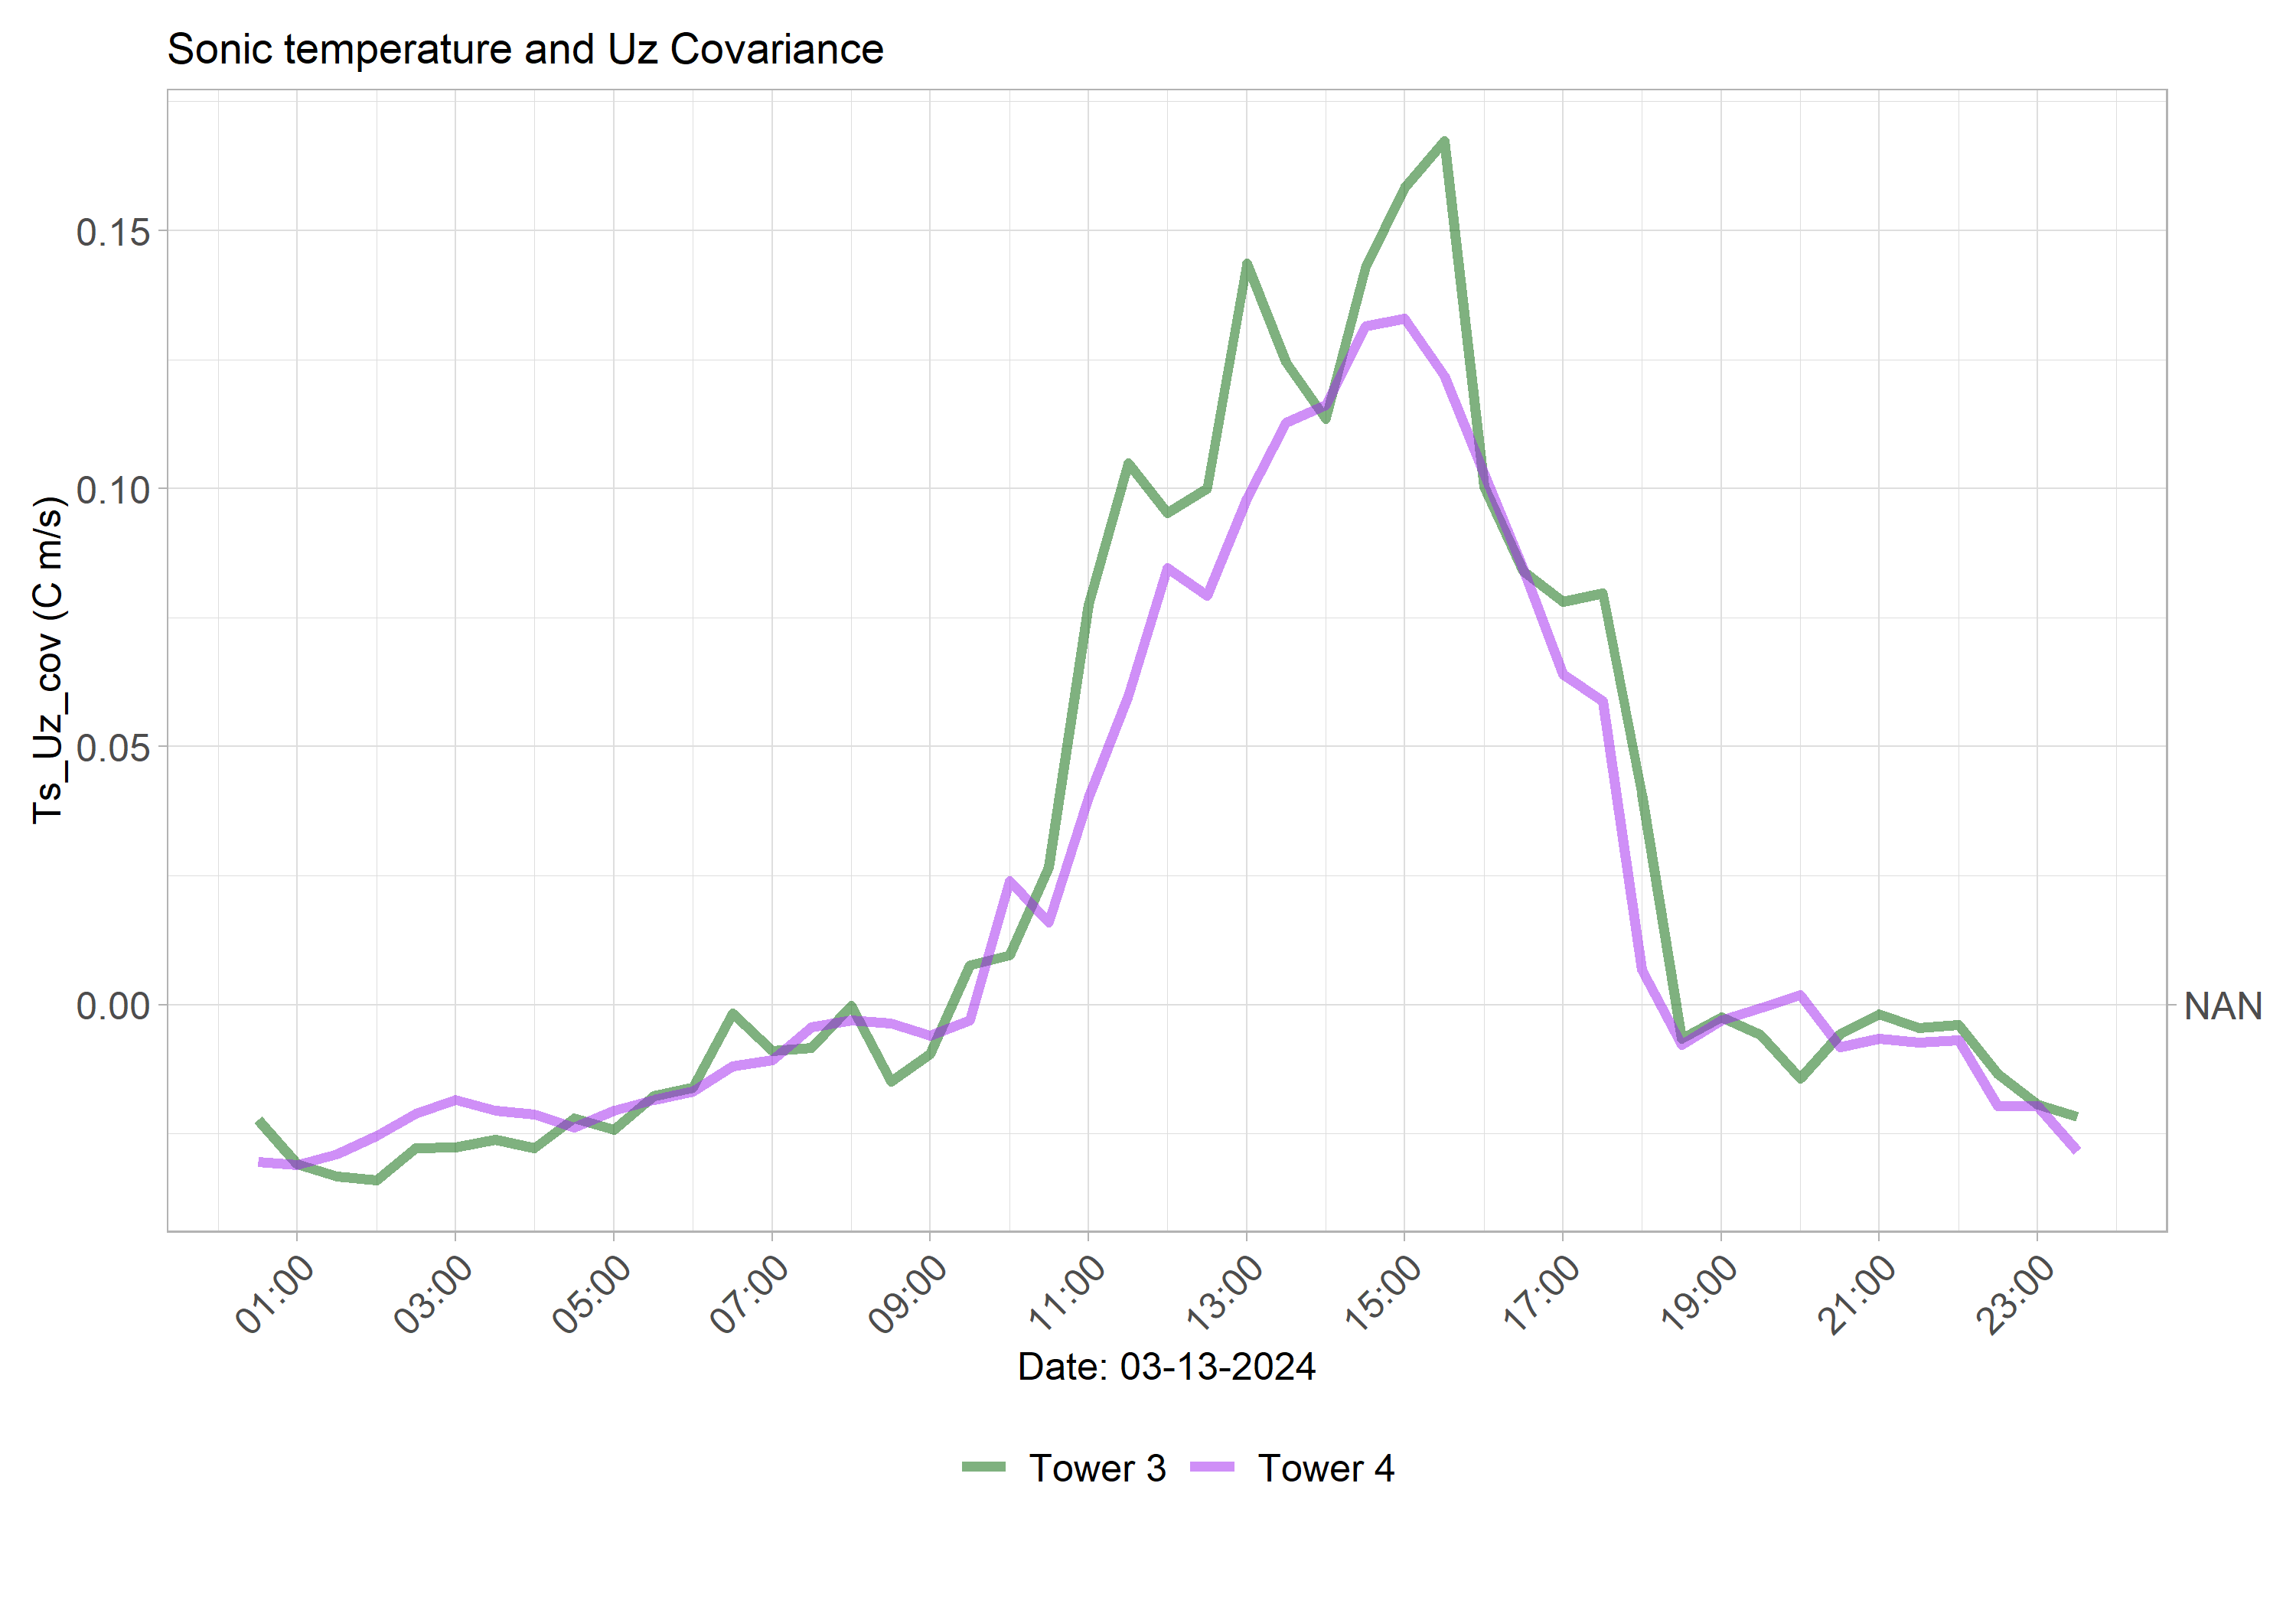 Sonic temperature and Uz Covariance
Ts_Uz_cov (C m/s)
0.15
0.10
0.05
0.00
NAN
01:00
03:00
05:00
07:00
09:00
11:00
13:00
15:00
17:00
19:00
21:00
23:00
Date: 03-13-2024
Tower 3
Tower 4